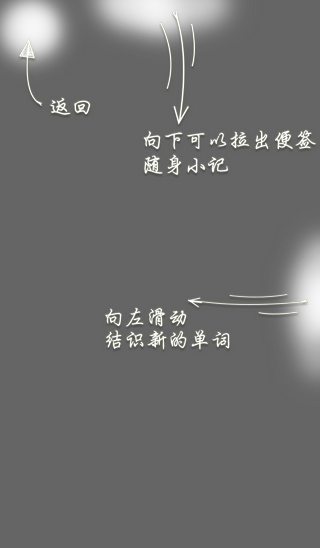 返回
向下可以拉出便签
随身小记
向左滑动
结识新的单词